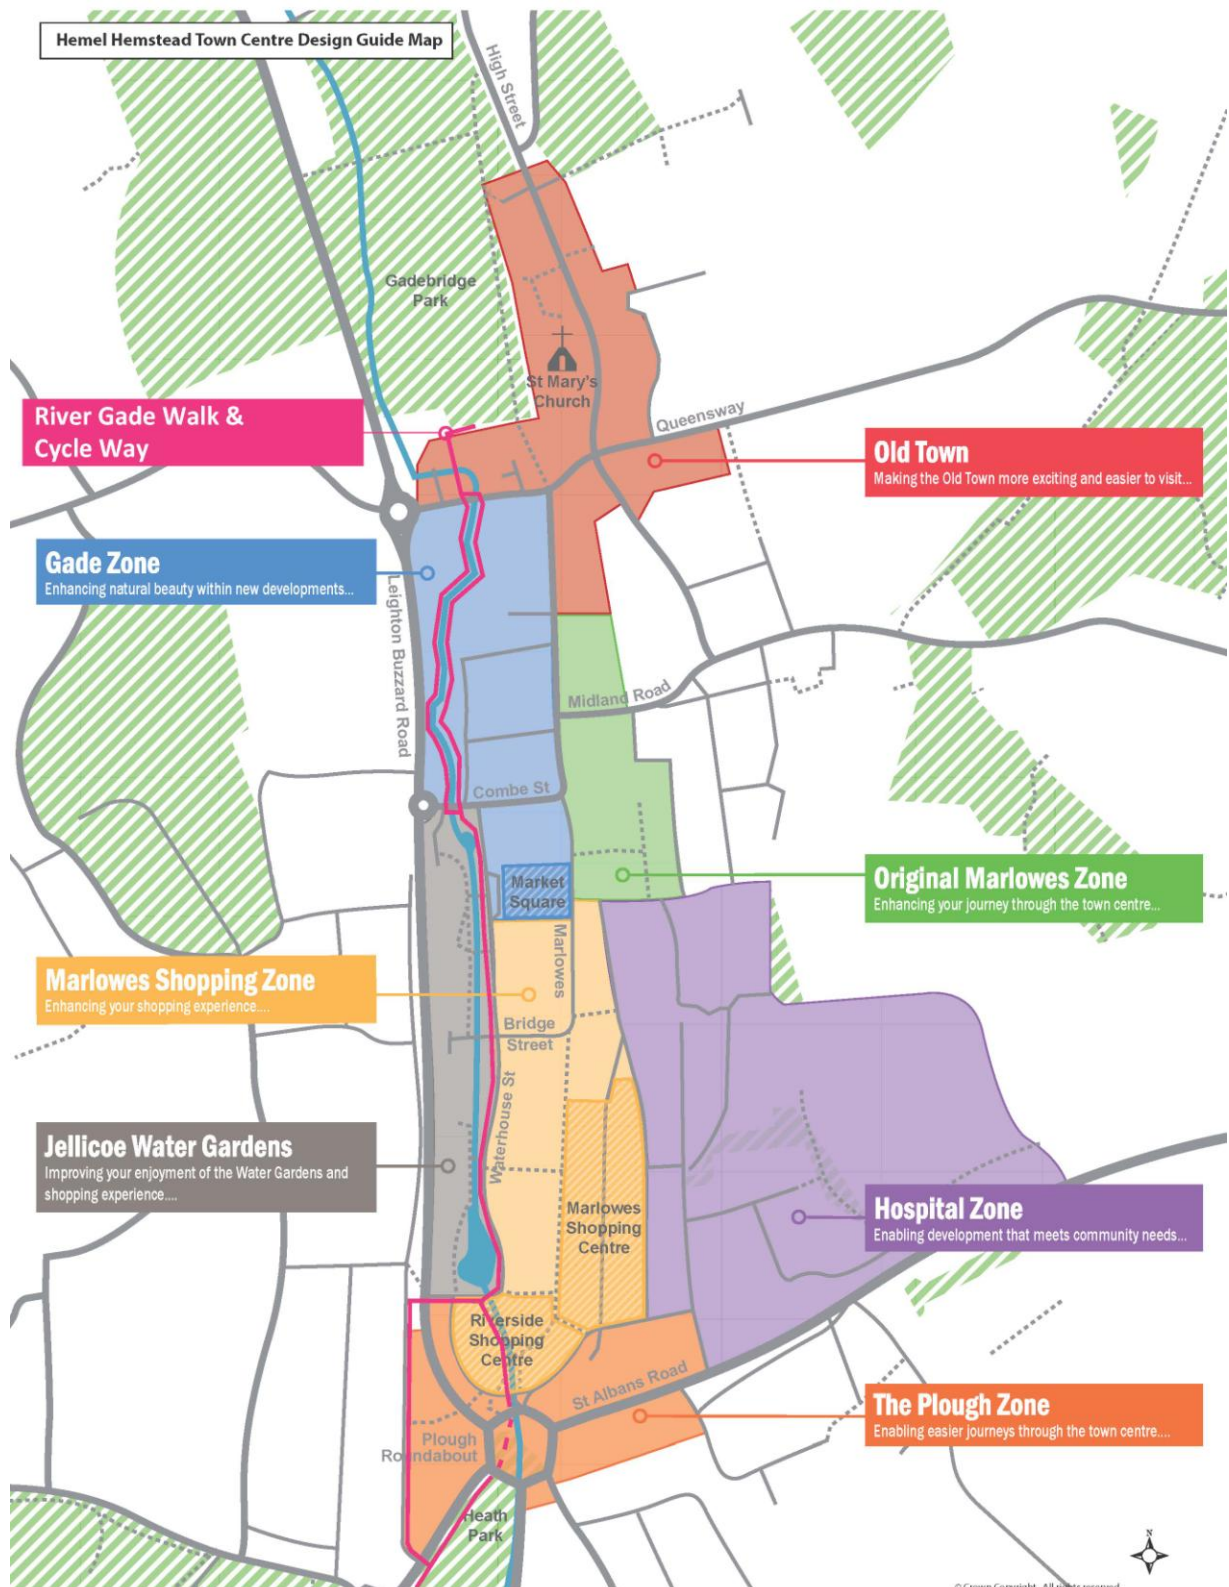 Hemel Hemstead Town Centre Design Guide Map
High Street
Gadebridge
Park
St Mary's
Church
Queensway
River Gade Walk &
Cycle Way
Old Town
Making the Old Town more exciting and easier to visit...
Gade Zone
Enhancing natural beauty within new developments...
Leighton Buzzard Road
Midland Road
Combe St
Market
Square
Original Marlowes Zone
Enhancing your journey through the town centre...
Marlowes
Marlowes Shopping Zone
Enhancing your shopping experience....
Bridge
Street
Waterhouse St
Jellicoe Water Gardens
Improving your enjoyment of the Water Gardens and
shopping experience....
Marlowes
Shopping
Centre
Hospital Zone
Enabling development that meets community needs...
Riverside
Shopping
Centre
St Albans Road
The Plough Zone
Enabling easier journeys through the town centre....
Plough
Roundabout
Heath
Park
N
© Crown Copyright. All rights reserved